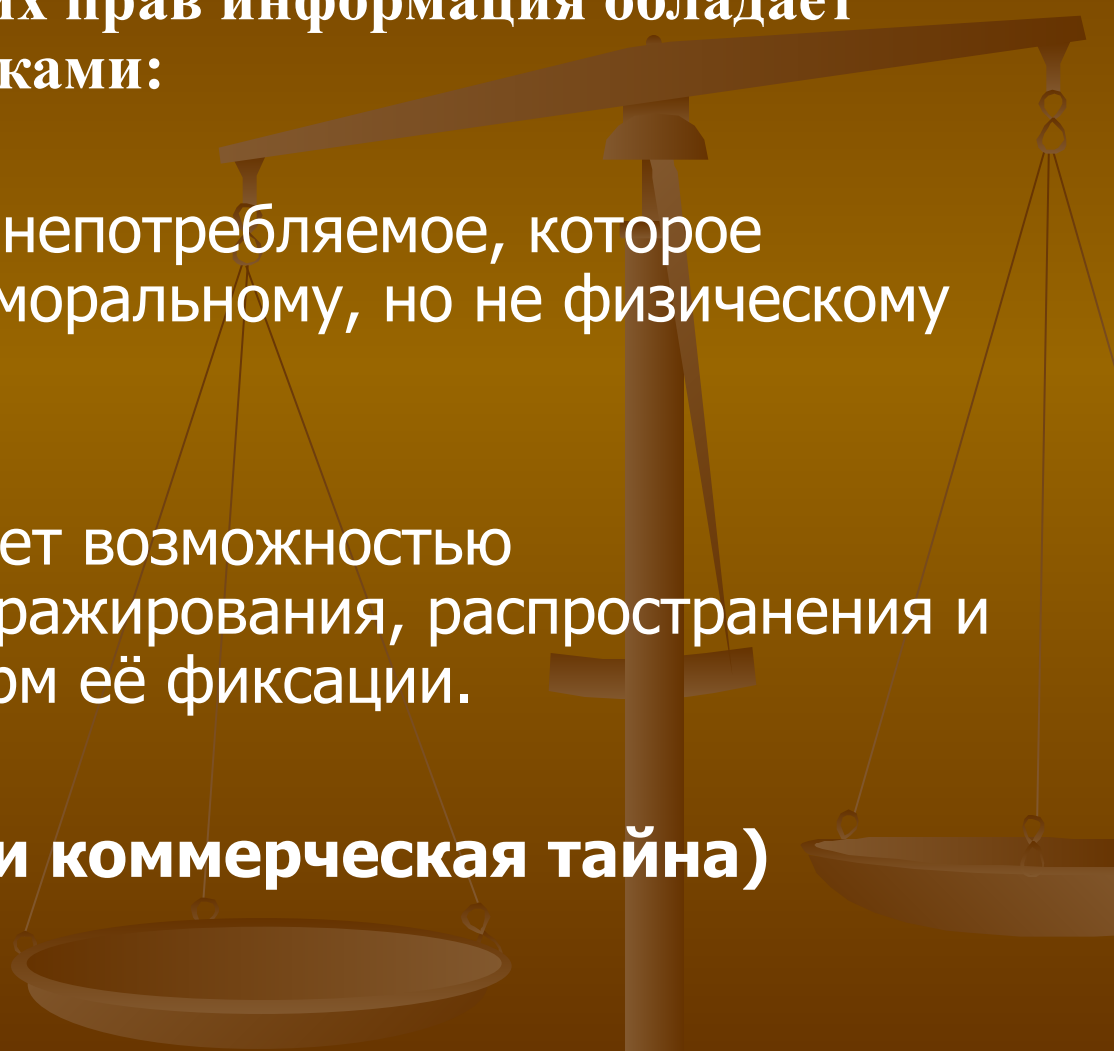 их прав информация обладает
ками:
непотребляемое, которое
моральному, но не физическому
ет возможностью
ражирования, распространения и
рм её фиксации.
и коммерческая тайна)